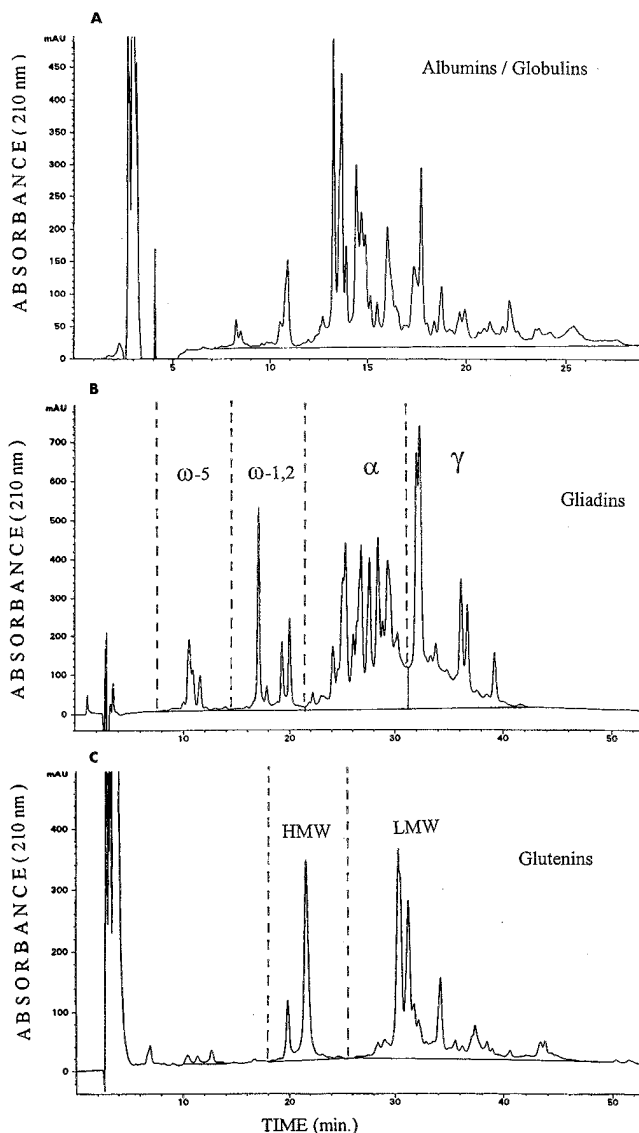 A
mAU
Albumins / Globulins
450
400
350
300
250
200
150
100
50
0
5
10
15
20
25
ABSORBANCE ( 210 nm )
B
mAU
ω-5
ω-1,2
α
γ
Gliadins
700
600
500
400
300
200
100
0
10
20
30
40
50
ABSORBANCE ( 210 nm )
C
mAU
HMW
LMW
Glutenins
400
300
200
100
0
10
20
30
40
50
ABSORBANCE ( 210 nm )
TIME (min.)